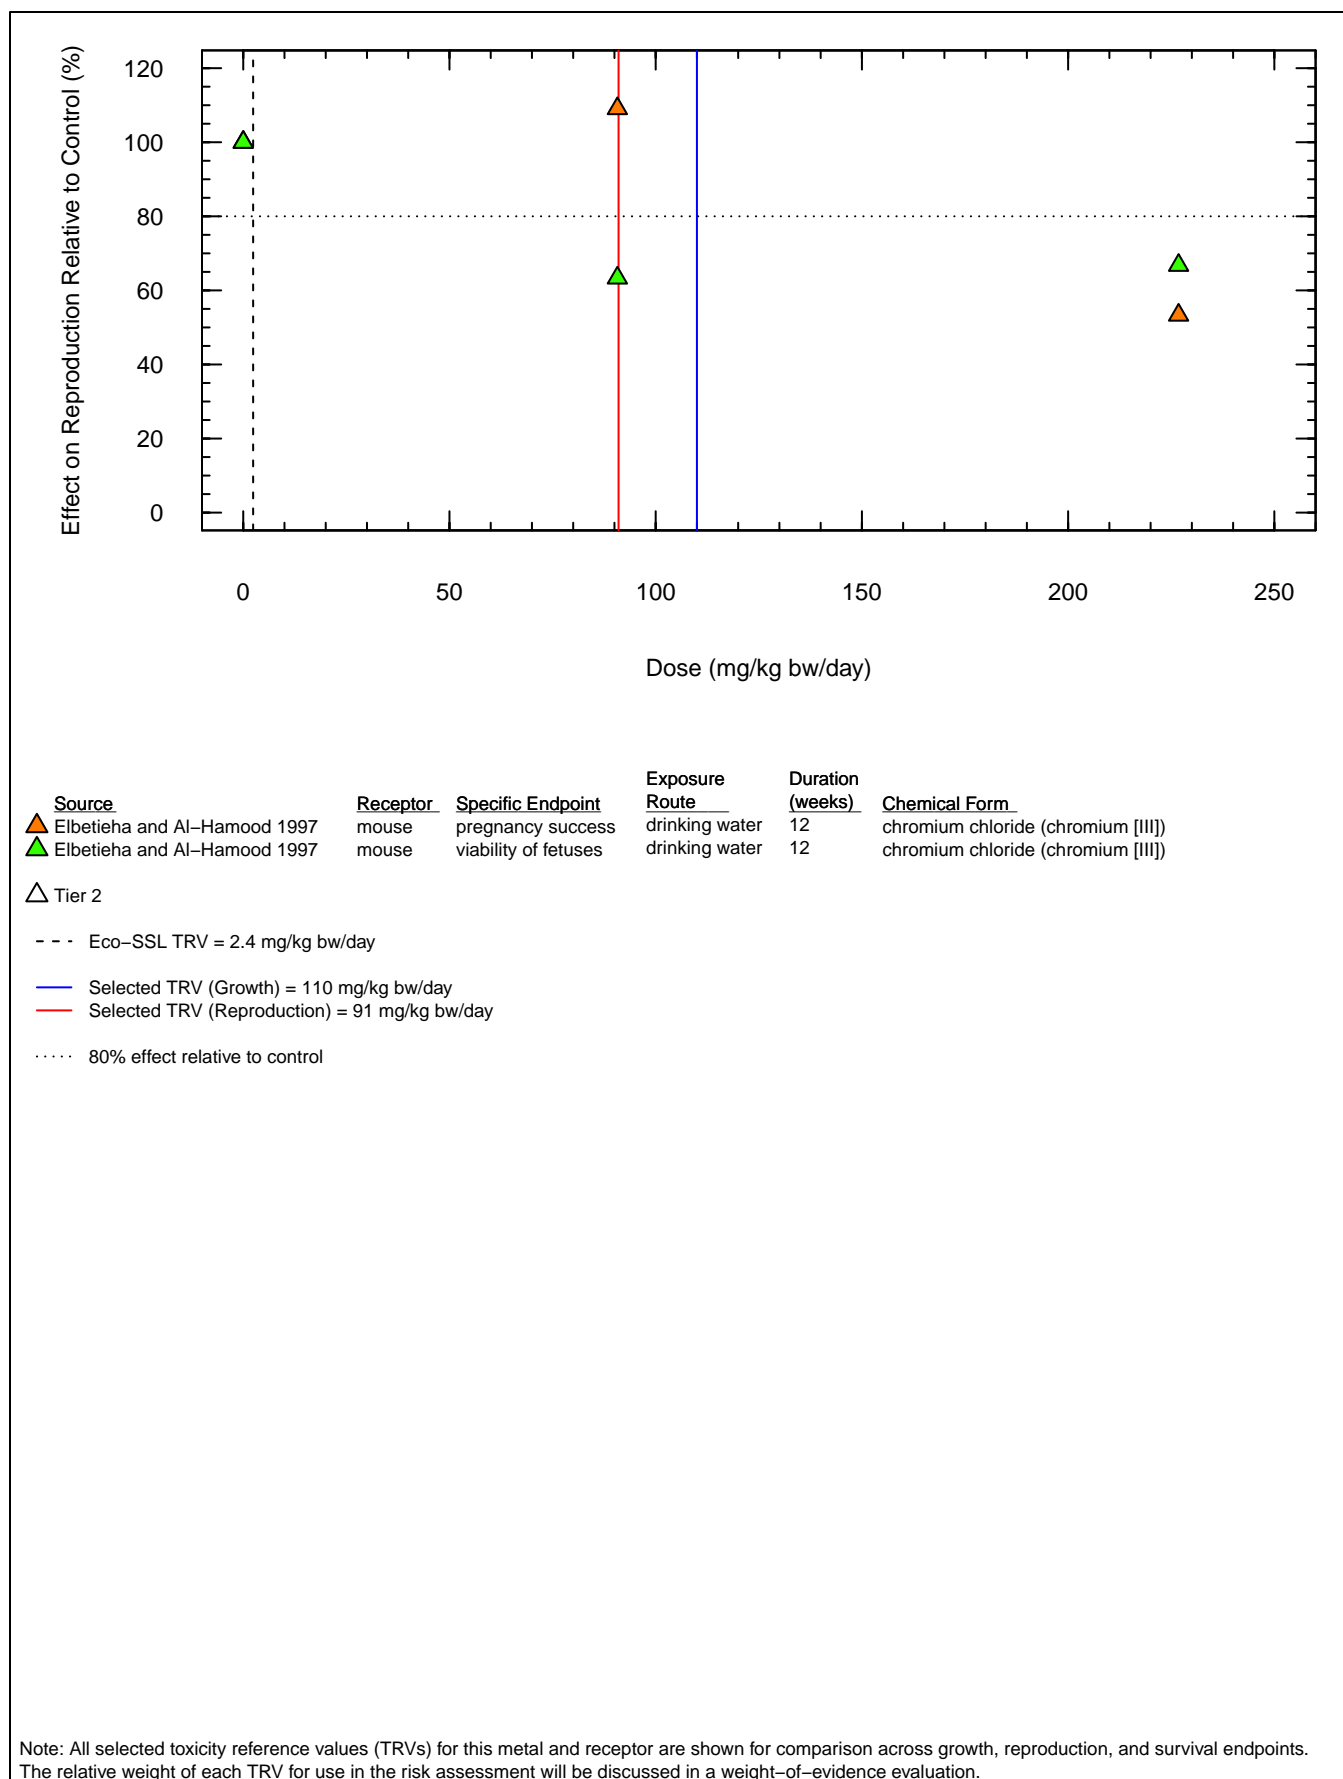 Effect on Reproduction Relative to Control (%)
120
100
80
60
40
20
0
0 50 100 150 200 250
Dose (mg/kg bw/day)
Exposure Duration
Source Receptor Specific Endpoint Route (weeks) Chemical Form
Elbetieha and Al−Hamood 1997 mouse pregnancy success drinking water 12 chromium chloride (chromium [III])
Elbetieha and Al−Hamood 1997 mouse viability of fetuses drinking water 12 chromium chloride (chromium [III])
Tier 2
Eco−SSL TRV = 2.4 mg/kg bw/day
Selected TRV (Growth) = 110 mg/kg bw/day
Selected TRV (Reproduction) = 91 mg/kg bw/day
80% effect relative to control
Note: All selected toxicity reference values (TRVs) for this metal and receptor are shown for comparison across growth, reproduction, and survival endpoints.
The relative weight of each TRV for use in the risk assessment will be discussed in a weight−of−evidence evaluation.